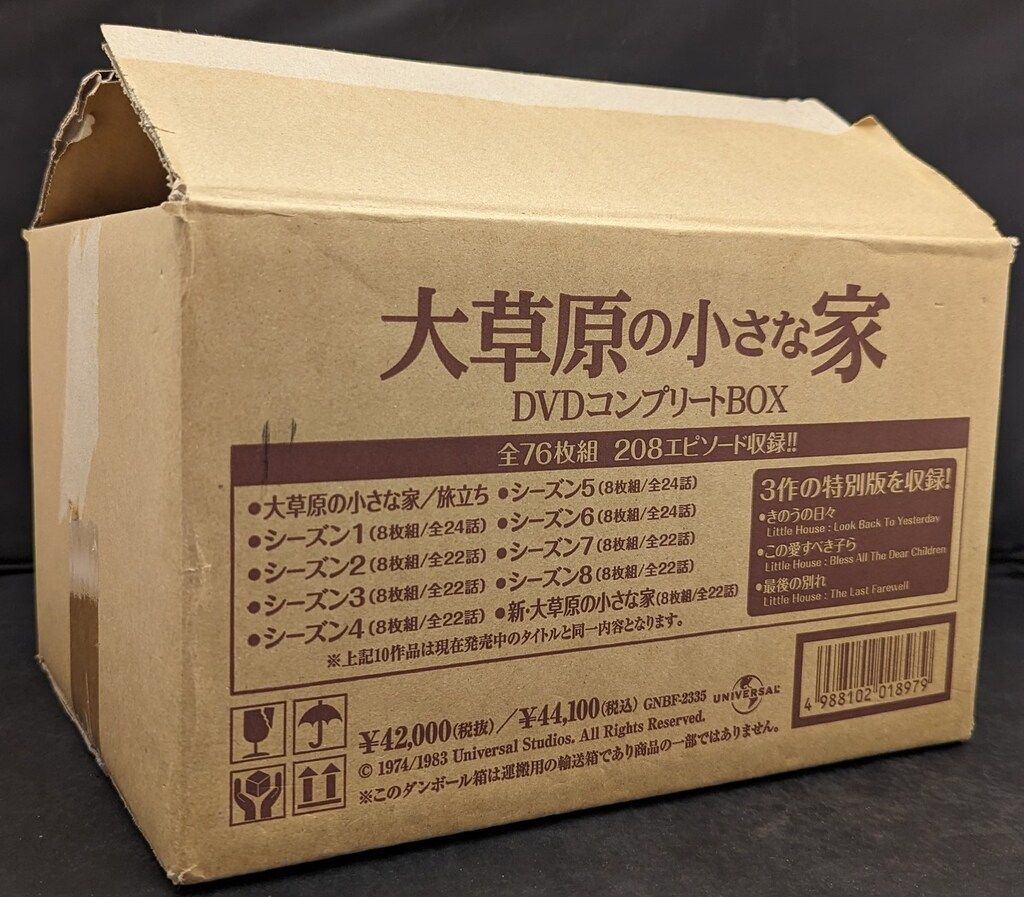 大草原の小さな家
DVDコンプリートBOX
全76枚組 208エピソード収録!!
●大草原の小さな家／旅立ち
●シーズン1(8枚組/全24話)
●シーズン2(8枚組/全22話)
●シーズン3(8枚組/全22話)
●シーズン4(8枚組/全22話)
●シーズン5(8枚組/全24話)
●シーズン6(8枚組/全24話)
●シーズン7(8枚組/全22話)
●シーズン8(8枚組/全22話)
●新・大草原の小さな家(8枚組/全22話)
※上記10作品は現在発売中のタイトルと同一内容となります。
3作の特別版を収録!
●きのうの日々
Little House : Look Back To Yesterday
●この愛すべき子ら
Little House : Bless All The Dear Children
●最後の別れ
Little House : The Last Farewell
¥42,000(税抜)／¥44,100(税込) GNBF-2335
UNIVERSAL
© 1974/1983 Universal Studios. All Rights Reserved.
※このダンボール箱は運搬用の輸送箱であり商品の一部ではありません。
4 988102 018979